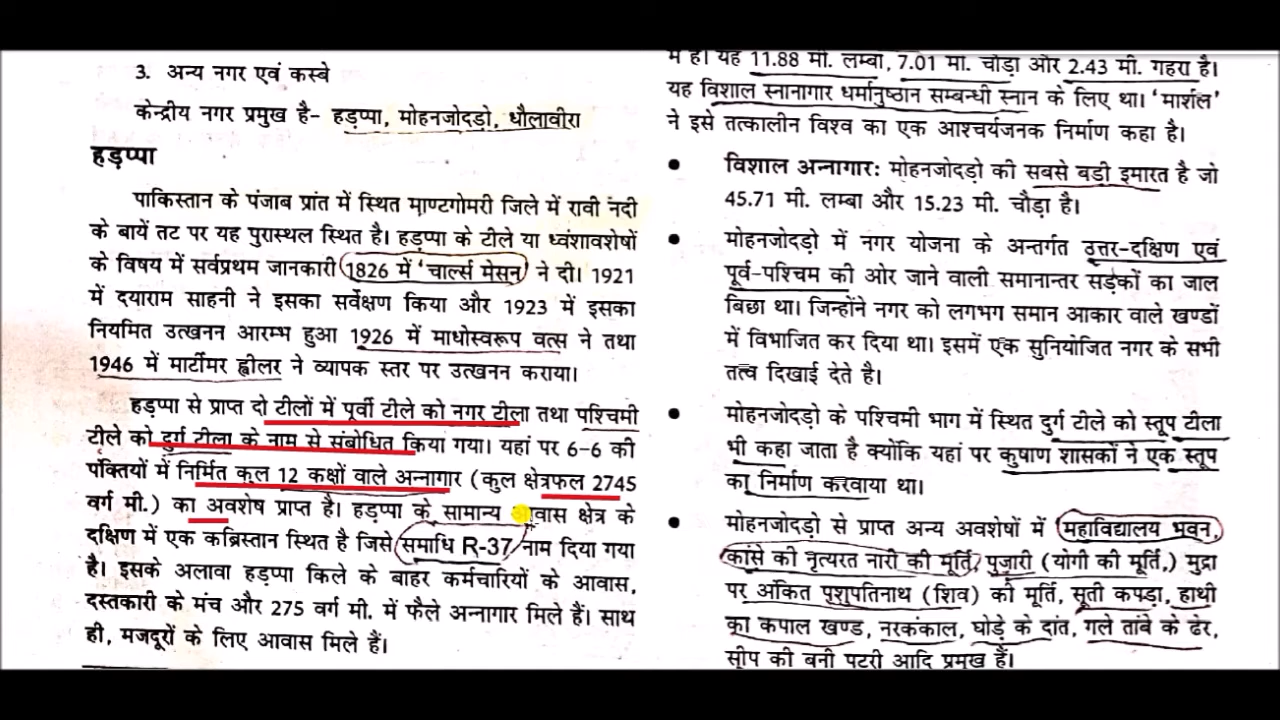 3. अन्य नगर एवं कस्बे
केन्द्रीय नगर प्रमुख है– हड़प्पा, मोहनजोदड़ो, धौलावीरा
हड़प्पा
पाकिस्तान के पंजाब प्रांत में स्थित माण्टगोमरी जिले में रावी नदी
के बायें तट पर यह पुरास्थल स्थित है। हड़प्पा के टीले या ध्वंशावशेषों
के विषय में सर्वप्रथम जानकारी 1826 में 'चार्ल्स मेसन' ने दी। 1921
में दयाराम साहनी ने इसका सर्वेक्षण किया और 1923 में इसका
नियमित उत्खनन आरम्भ हुआ 1926 में माधोस्वरूप वत्स ने तथा
1946 में मार्टीमर ह्वीलर ने व्यापक स्तर पर उत्खनन कराया।
हड़प्पा से प्राप्त दो टीलों में पूर्वी टीले को नगर टीला तथा पश्चिमी
टीले को दुर्ग टीला के नाम से संबोधित किया गया। यहां पर 6–6 की
पंक्तियों में निर्मित कुल 12 कक्षों वाले अन्नागार (कुल क्षेत्रफल 2745
वर्ग मी.) का अवशेष प्राप्त है। हड़प्पा के सामान्य आवास क्षेत्र के
दक्षिण में एक कब्रिस्तान स्थित है जिसे समाधि R-37 नाम दिया गया
है। इसके अलावा हड़प्पा किले के बाहर कर्मचारियों के आवास,
दस्तकारी के मंच और 275 वर्ग मी. में फैले अन्नागार मिले हैं। साथ
ही, मजदूरों के लिए आवास मिले हैं।
में है। यह 11.88 मी. लम्बा, 7.01 मी. चौड़ा और 2.43 मी. गहरा है।
यह विशाल स्नानागार धर्मानुष्ठान सम्बन्धी स्नान के लिए था। 'मार्शल'
ने इसे तत्कालीन विश्व का एक आश्चर्यजनक निर्माण कहा है।
• विशाल अन्नागार: मोहनजोदड़ो की सबसे बड़ी इमारत है जो
45.71 मी. लम्बा और 15.23 मी. चौड़ा है।
• मोहनजोदड़ो में नगर योजना के अन्तर्गत उत्तर-दक्षिण एवं
पूर्व-पश्चिम की ओर जाने वाली समानान्तर सड़कों का जाल
बिछा था। जिन्होंने नगर को लगभग समान आकार वाले खण्डों
में विभाजित कर दिया था। इसमें एक सुनियोजित नगर के सभी
तत्व दिखाई देते है।
• मोहनजोदड़ो के पश्चिमी भाग में स्थित दुर्ग टीले को स्तूप टीला
भी कहा जाता है क्योंकि यहां पर कुषाण शासकों ने एक स्तूप
का निर्माण करवाया था।
• मोहनजोदड़ो से प्राप्त अन्य अवशेषों में महाविद्यालय भवन,
कांसे की नृत्यरत नारी की मूर्ति, पुजारी (योगी की मूर्ति,) मुद्रा
पर अंकित पशुपतिनाथ (शिव) की मूर्ति, सूती कपड़ा, हाथी
का कपाल खण्ड, नरकंकाल, घोड़े के दांत, गले तांबे के ढेर,
सीप की बनी पटरी आदि प्रमुख हैं।